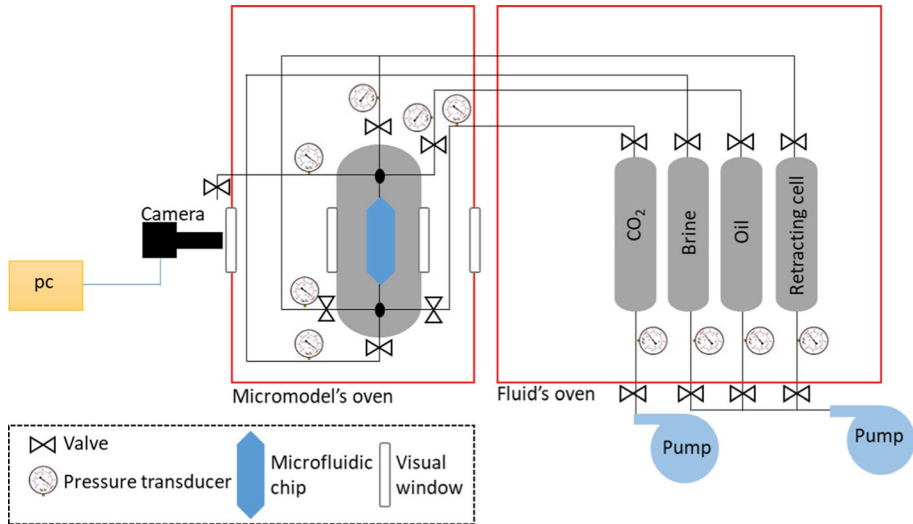 Camera
pc
CO₂
Brine
Oil
Retracting cell
Micromodel's oven
Fluid's oven
Pump
Pump
Valve
Pressure transducer
Microfluidic
chip
Visual
window